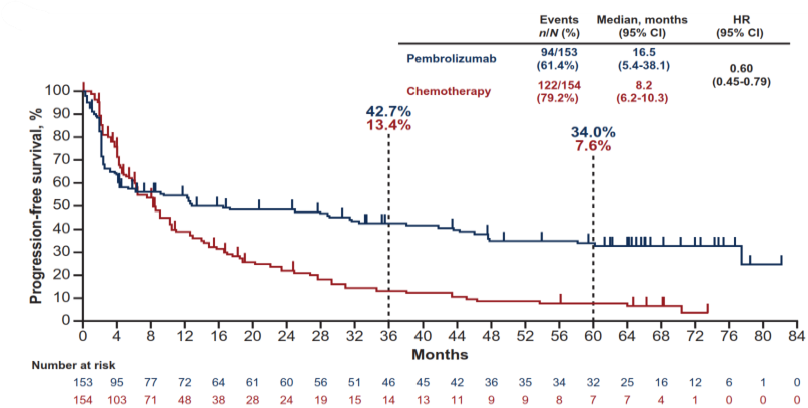 Events Median, months HR
n/N (%) (95% CI) (95% CI)
Pembrolizumab 94/153 16.5
(61.4%) (5.4-38.1)
0.60
(0.45-0.79)
Chemotherapy 122/154 8.2
(79.2%) (6.2-10.3)
42.7%
13.4%
34.0%
7.6%
Progression-free survival, %
100
90
80
70
60
50
40
30
20
10
0
0 4 8 12 16 20 24 28 32 36 40 44 48 52 56 60 64 68 72 76 80 84
Months
Number at risk
153 95 77 72 64 61 60 56 51 46 45 42 36 35 34 32 25 16 12 6 1 0
154 103 71 48 38 28 24 19 15 14 13 11 9 9 8 7 7 4 1 0 0 0